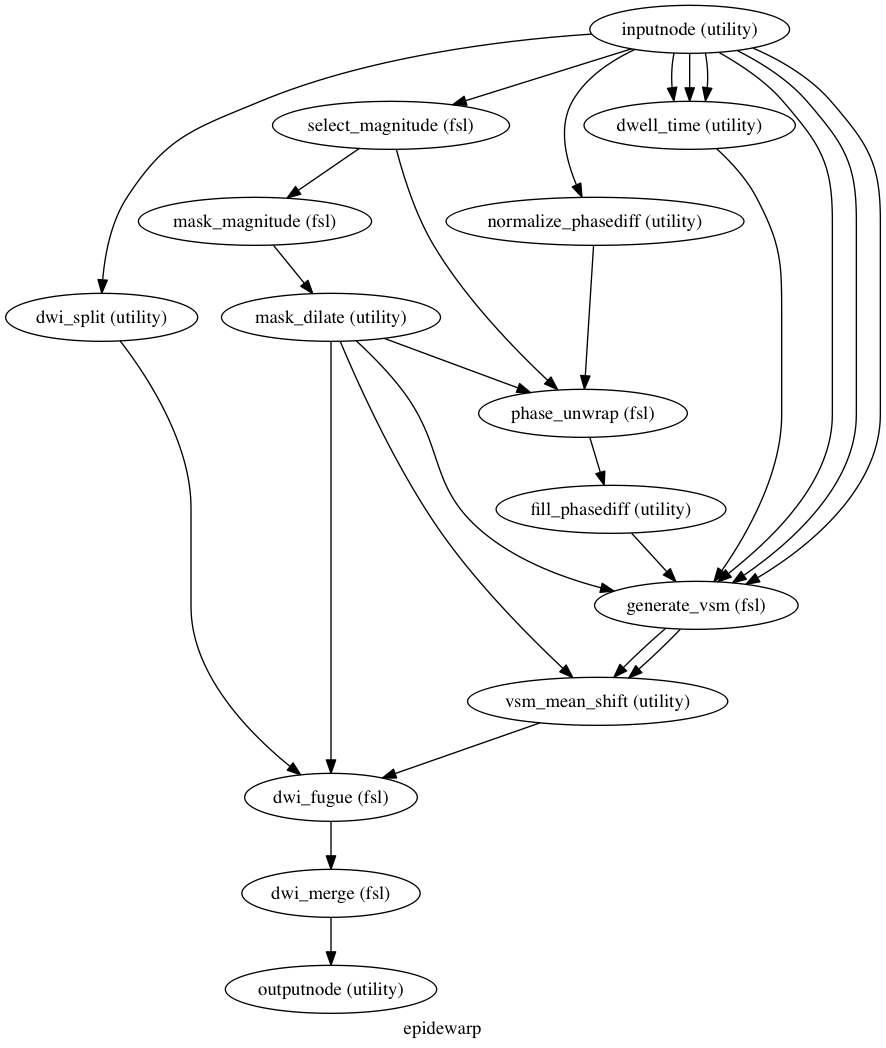 inputnode (utility)
select_magnitude (fsl)
dwell_time (utility)
mask_magnitude (fsl)
normalize_phasediff (utility)
dwi_split (utility)
mask_dilate (utility)
phase_unwrap (fsl)
fill_phasediff (utility)
generate_vsm (fsl)
vsm_mean_shift (utility)
dwi_fugue (fsl)
dwi_merge (fsl)
outputnode (utility)
epidewarp